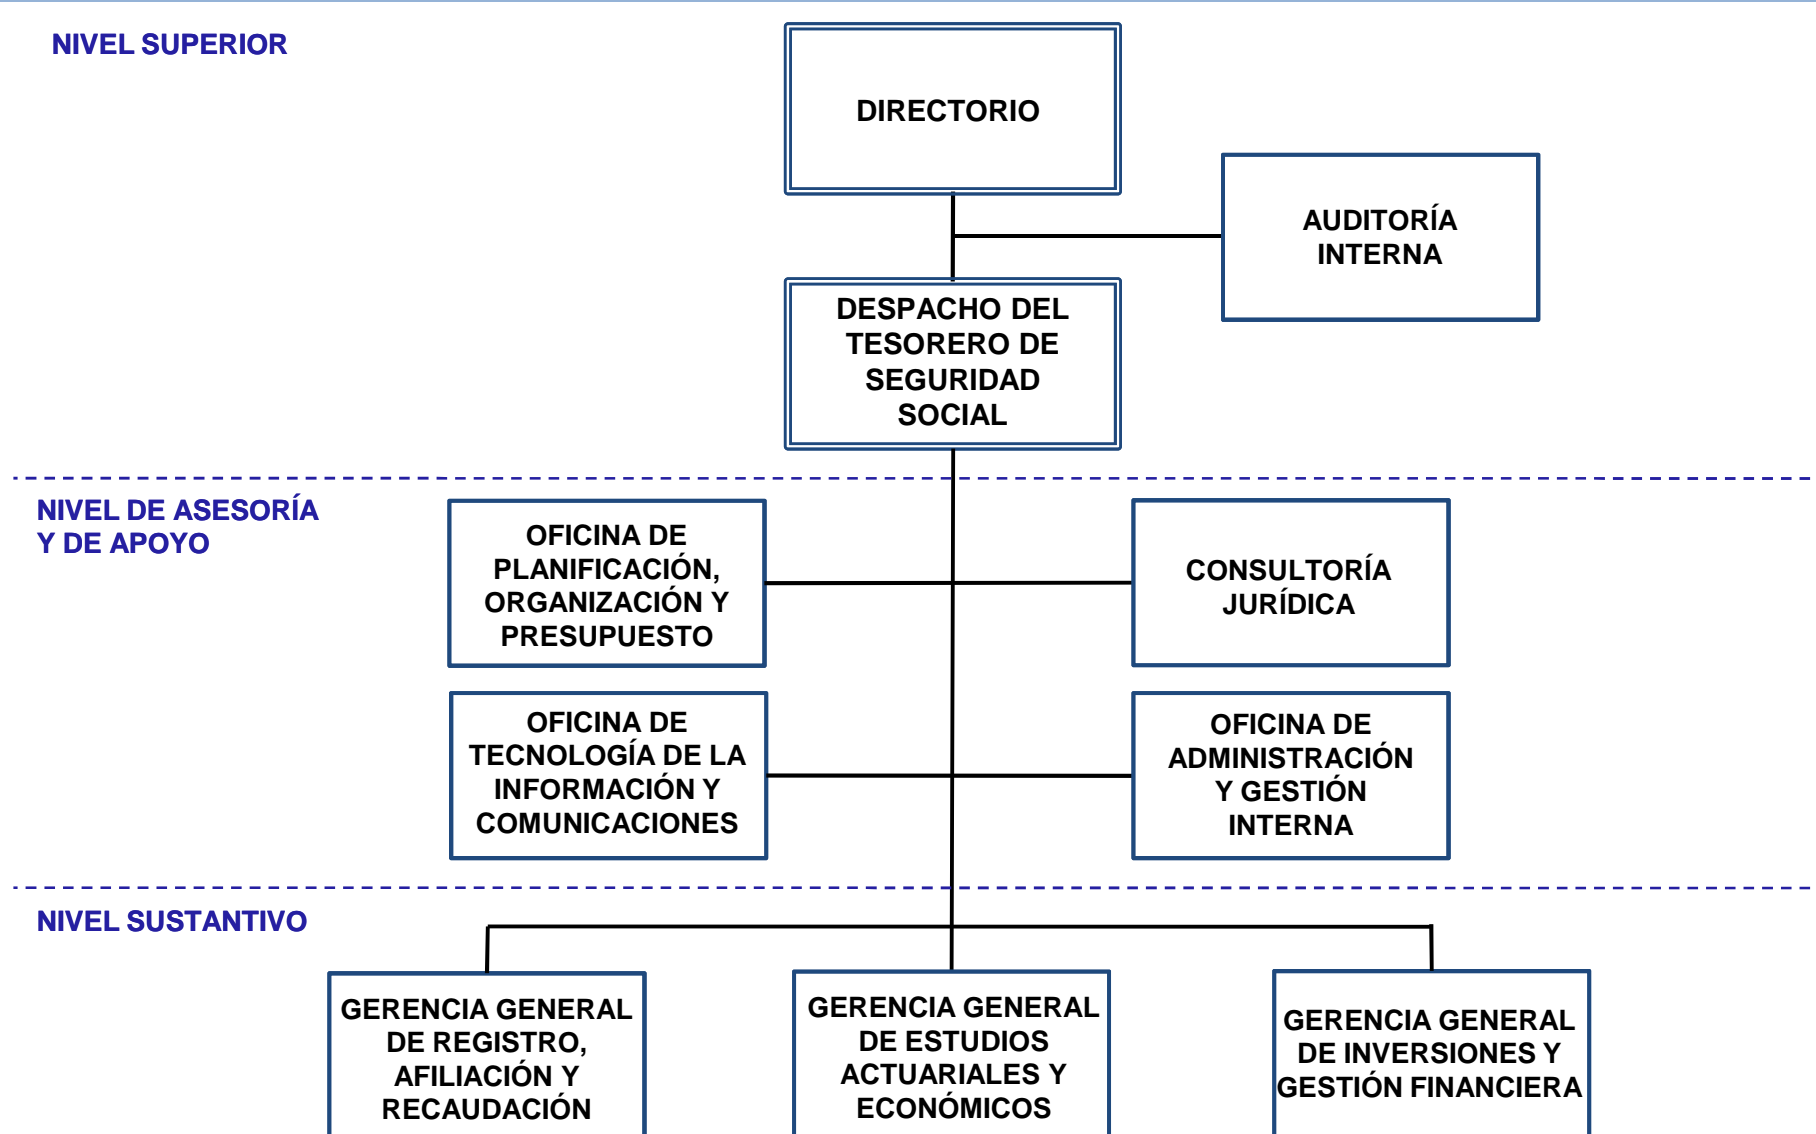 NIVEL SUPERIOR
DIRECTORIO
AUDITORÍA
INTERNA
DESPACHO DEL
TESORERO DE
SEGURIDAD
SOCIAL
NIVEL DE ASESORÍA
Y DE APOYO
OFICINA DE
PLANIFICACIÓN,
ORGANIZACIÓN Y
PRESUPUESTO
CONSULTORÍA
JURÍDICA
OFICINA DE
TECNOLOGÍA DE LA
INFORMACIÓN Y
COMUNICACIONES
OFICINA DE
ADMINISTRACIÓN
Y GESTIÓN
INTERNA
NIVEL SUSTANTIVO
GERENCIA GENERAL
DE REGISTRO,
AFILIACIÓN Y
RECAUDACIÓN
GERENCIA GENERAL
DE ESTUDIOS
ACTUARIALES Y
ECONÓMICOS
GERENCIA GENERAL
DE INVERSIONES Y
GESTIÓN FINANCIERA